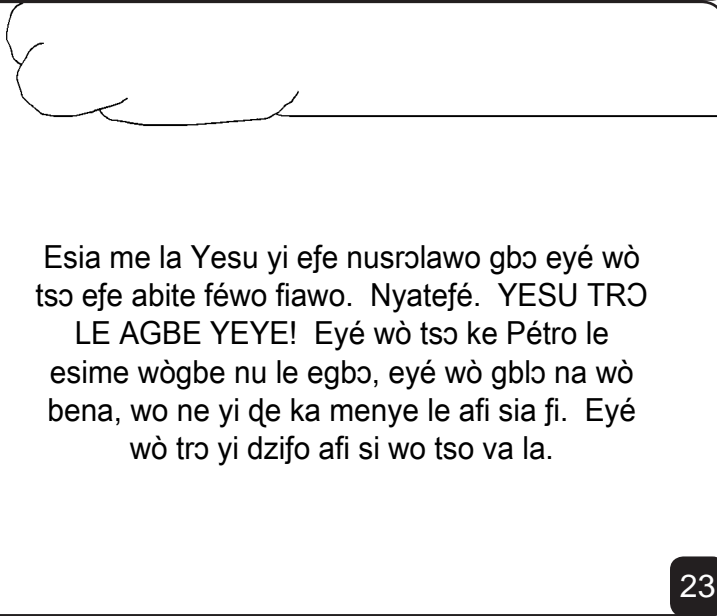 Esia me la Yesu yi eƒe nusrɔlawo gbɔ eyé wò
tsɔ eƒe abite féwo fiawo.  Nyateƒé.  YESU TRƆ
LE AGBE YEYE!  Eyé wò tsɔ ke Pétro le
esime wògbe nu le egbɔ, eyé wò gblɔ na wò
bena, wo ne yi ɖe ka menye le afi sia ƒi.  Eyé
wò trɔ yi dziƒo afi si wo tso va la.
23